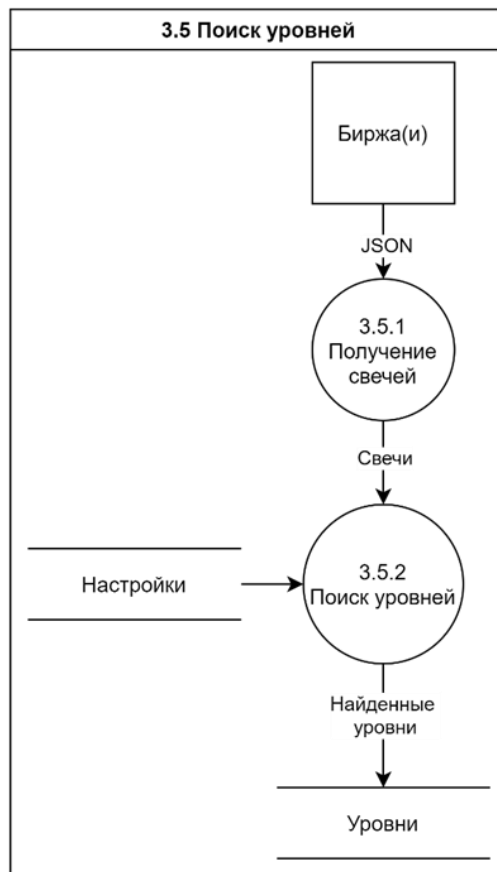 3.5 Поиск уровней
Биржа(и)
JSON
3.5.1
Получение
свечей
Свечи
Настройки
3.5.2
Поиск уровней
Найденные
уровни
Уровни